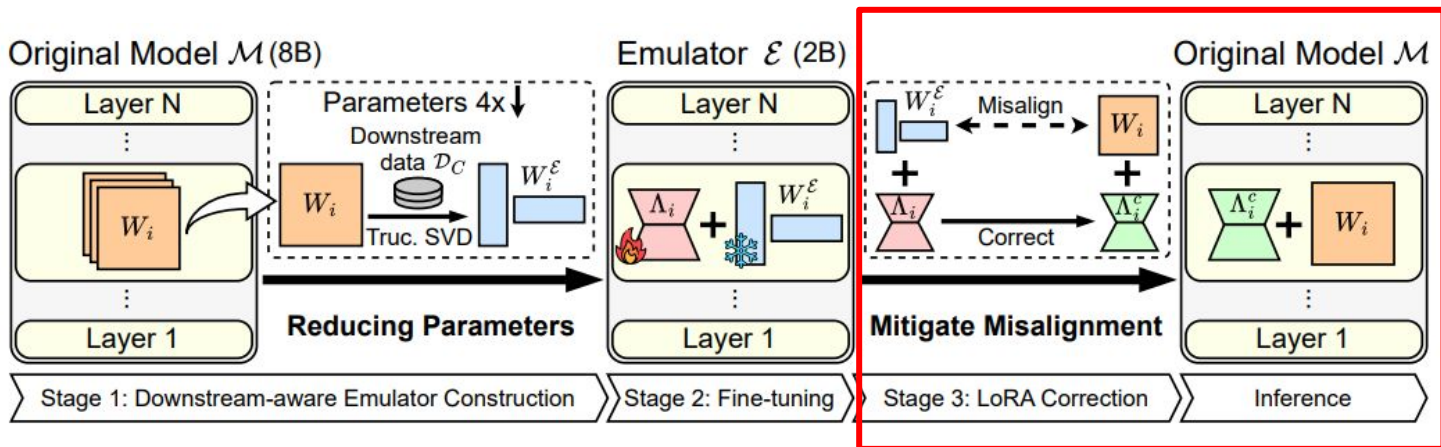 Original Model ℳ (8B)
Layer N
⋮
W_i
⋮
Layer 1
Parameters 4x ↓
Downstream
data 𝒟_C
W_i
W_i^ℰ
Truc. SVD
Reducing Parameters
Emulator ℰ (2B)
Layer N
⋮
Λ_i + W_i^ℰ
⋮
Layer 1
W_i^ℰ Misalign W_i
+ +
Λ_i Correct Λ_i^c
Mitigate Misalignment
Original Model ℳ
Layer N
⋮
Λ_i^c + W_i
⋮
Layer 1
Stage 1: Downstream-aware Emulator Construction
Stage 2: Fine-tuning
Stage 3: LoRA Correction
Inference